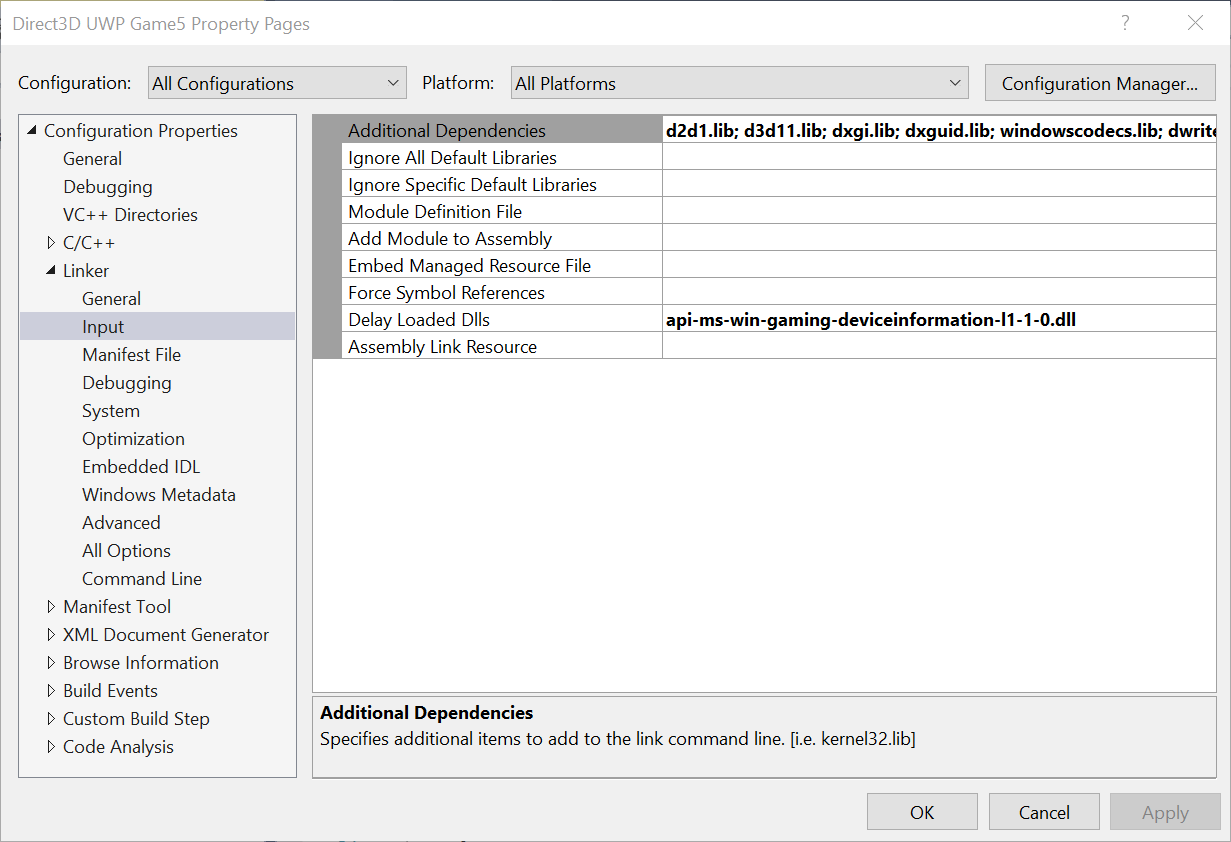 Direct3D UWP Game5 Property Pages
Configuration: All Configurations Platform: All Platforms Configuration Manager...
Configuration Properties
General
Debugging
VC++ Directories
C/C++
Linker
General
Input
Manifest File
Debugging
System
Optimization
Embedded IDL
Windows Metadata
Advanced
All Options
Command Line
Manifest Tool
XML Document Generator
Browse Information
Build Events
Custom Build Step
Code Analysis
Additional Dependencies d2d1.lib; d3d11.lib; dxgi.lib; dxguid.lib; windowscodecs.lib; dwrite
Ignore All Default Libraries
Ignore Specific Default Libraries
Module Definition File
Add Module to Assembly
Embed Managed Resource File
Force Symbol References
Delay Loaded Dlls api-ms-win-gaming-deviceinformation-l1-1-0.dll
Assembly Link Resource
Additional Dependencies
Specifies additional items to add to the link command line. [i.e. kernel32.lib]
OK Cancel Apply